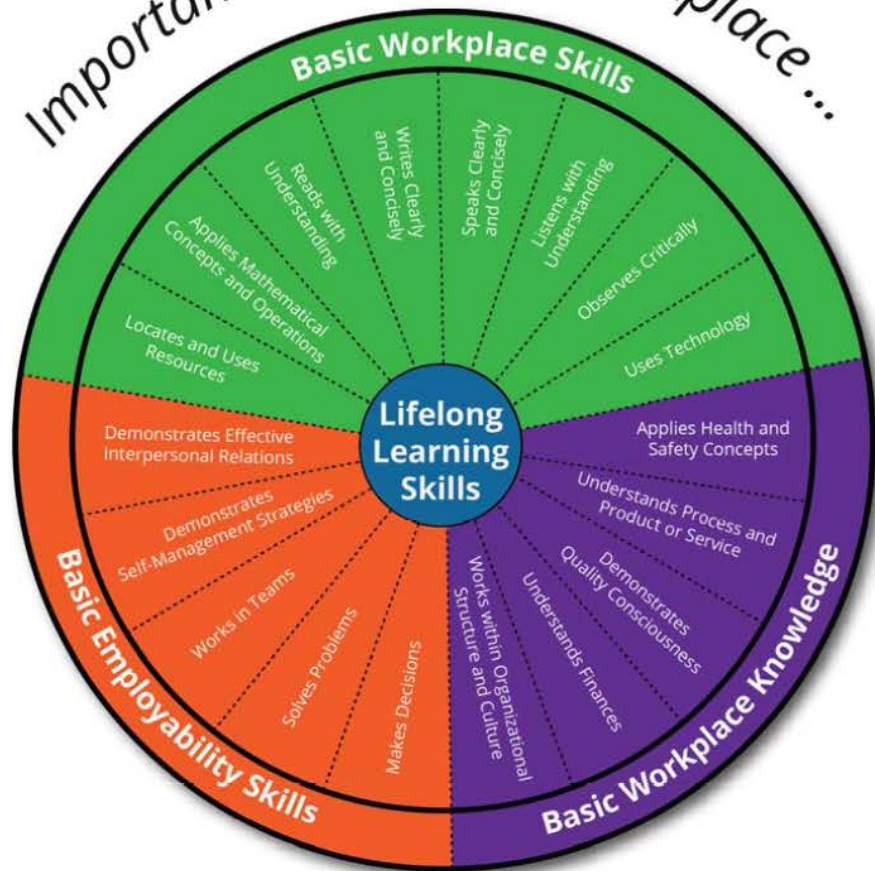 Importan
place ...
Basic Workplace Skills
Locates and Uses
Resources
Applies Mathematical
Concepts and Operations
Reads with
Understanding
Writes Clearly
and Concisely
Speaks Clearly
and Concisely
Listens with
Understanding
Observes Critically
Uses Technology
Lifelong
Learning
Skills
Applies Health and
Safety Concepts
Understands Process and
Product or Service
Demonstrates
Quality Consciousness
Understands Finances
Works within Organizational
Structure and Culture
Basic Workplace Knowledge
Demonstrates Effective
Interpersonal Relations
Demonstrates
Self-Management Strategies
Works in Teams
Solves Problems
Makes Decisions
Basic Employability Skills